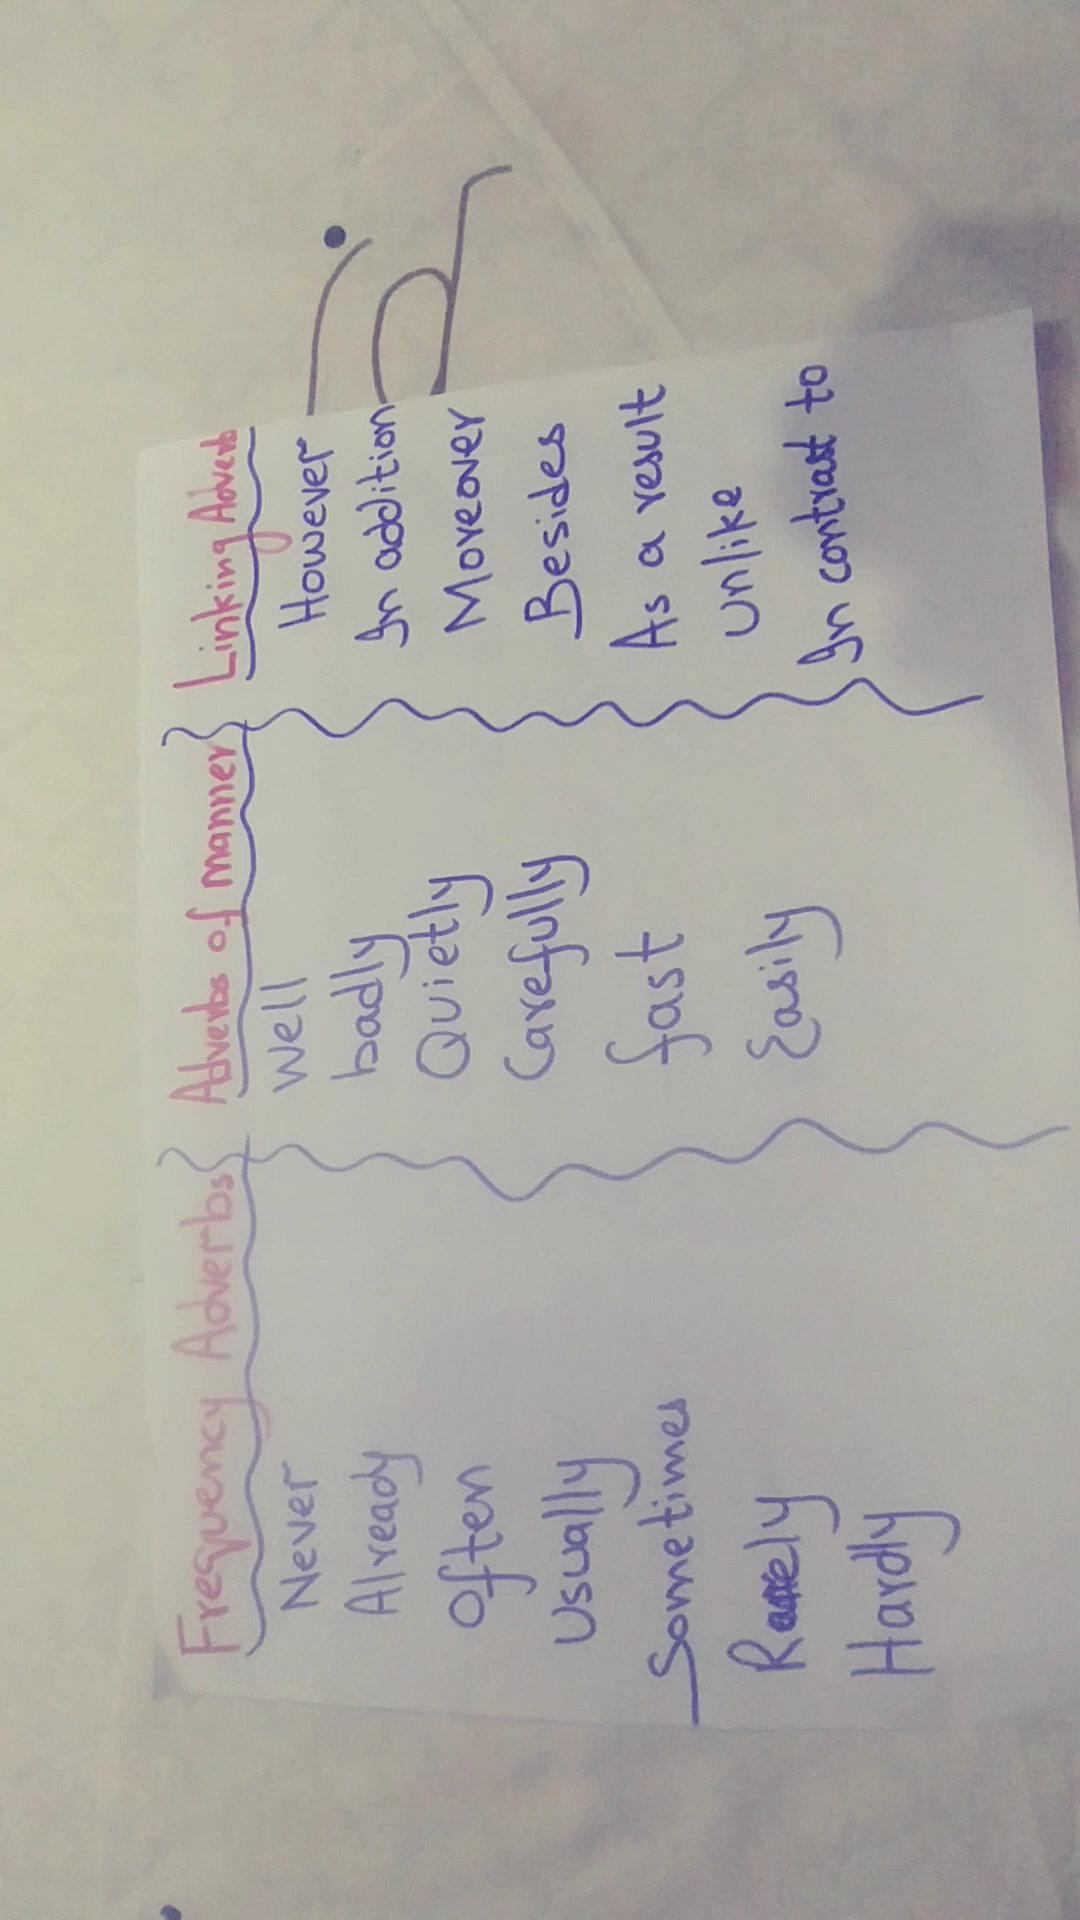 Frequency Adverbs
Never
Already
Often
Usually
Sometimes
Rarely
Hardly
Adverbs of manner
well
badly
Quietly
Carefully
fast
Easily
Linking Adverb
However
In addition
Moreover
Besides
As a result
unlike
In contrast to